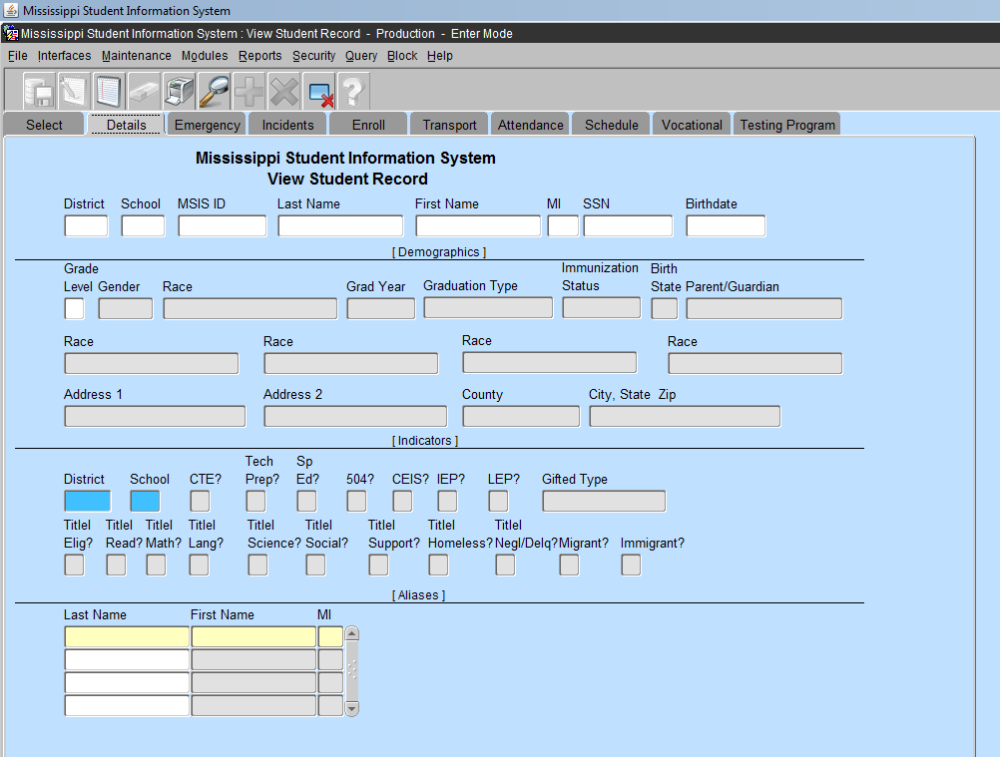 Mississippi Student Information System
Mississippi Student Information System : View Student Record - Production - Enter Mode
File Interfaces Maintenance Modules Reports Security Query Block Help
Select Details Emergency Incidents Enroll Transport Attendance Schedule Vocational Testing Program
Mississippi Student Information System
View Student Record
District School MSIS ID Last Name First Name MI SSN Birthdate
[ Demographics ]
Grade Immunization Birth
Level Gender Race Grad Year Graduation Type Status State Parent/Guardian
Race Race Race Race
Address 1 Address 2 County City, State Zip
[ Indicators ]
Tech Sp
District School CTE? Prep? Ed? 504? CEIS? IEP? LEP? Gifted Type
TitleI TitleI TitleI TitleI TitleI TitleI TitleI TitleI TitleI
Elig? Read? Math? Lang? Science? Social? Support? Homeless? Negl/Delq? Migrant? Immigrant?
[ Aliases ]
Last Name First Name MI